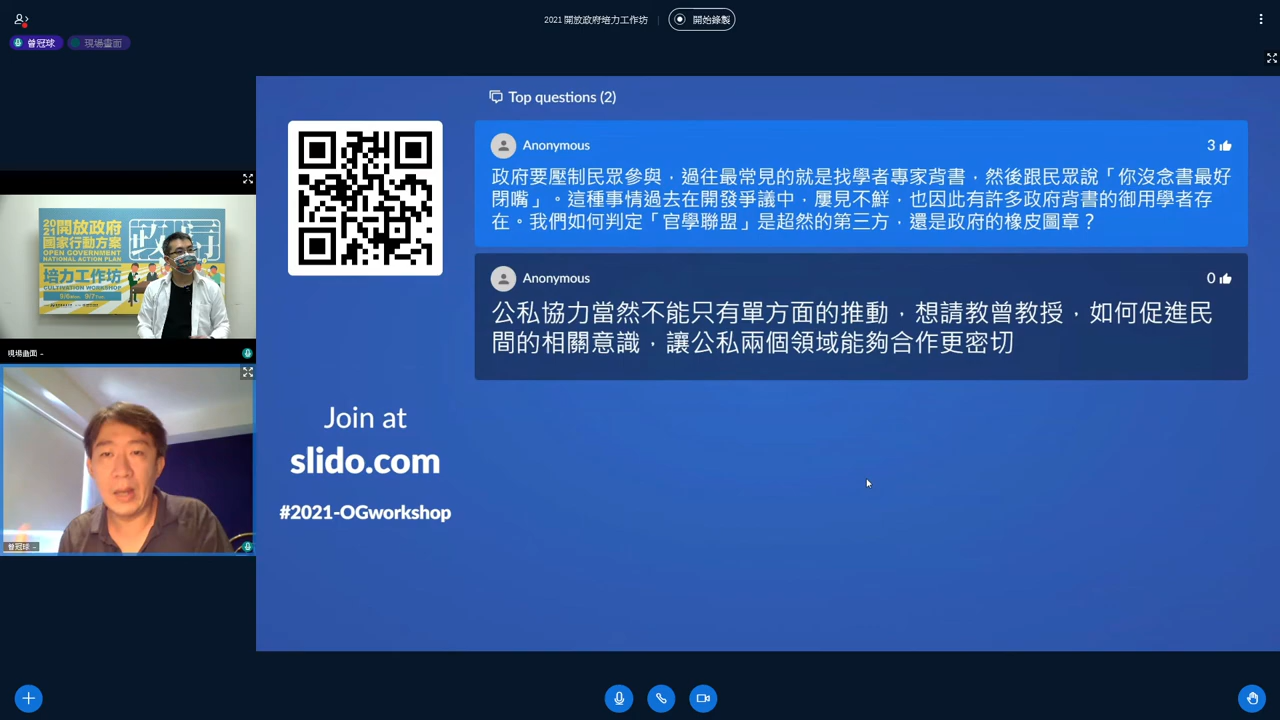 2021 開放政府培力工作坊
開始錄製
曾冠球
現場畫面
Top questions (2)
Anonymous
3
政府要壓制民眾參與，過往最常見的就是找學者專家背書，然後跟民眾說「你沒念書最好
閉嘴」。這種事情過去在開發爭議中，屢見不鮮，也因此有許多政府背書的御用學者存
在。我們如何判定「官學聯盟」是超然的第三方，還是政府的橡皮圖章？
Anonymous
0
公私協力當然不能只有單方面的推動，想請教曾教授，如何促進民
間的相關意識，讓公私兩個領域能夠合作更密切
Join at
slido.com
#2021-OGworkshop
2021開放政府
國家行動方案
OPEN GOVERNMENT
NATIONAL ACTION PLAN
培力工作坊
CULTIVATION WORKSHOP
現場畫面
曾冠球